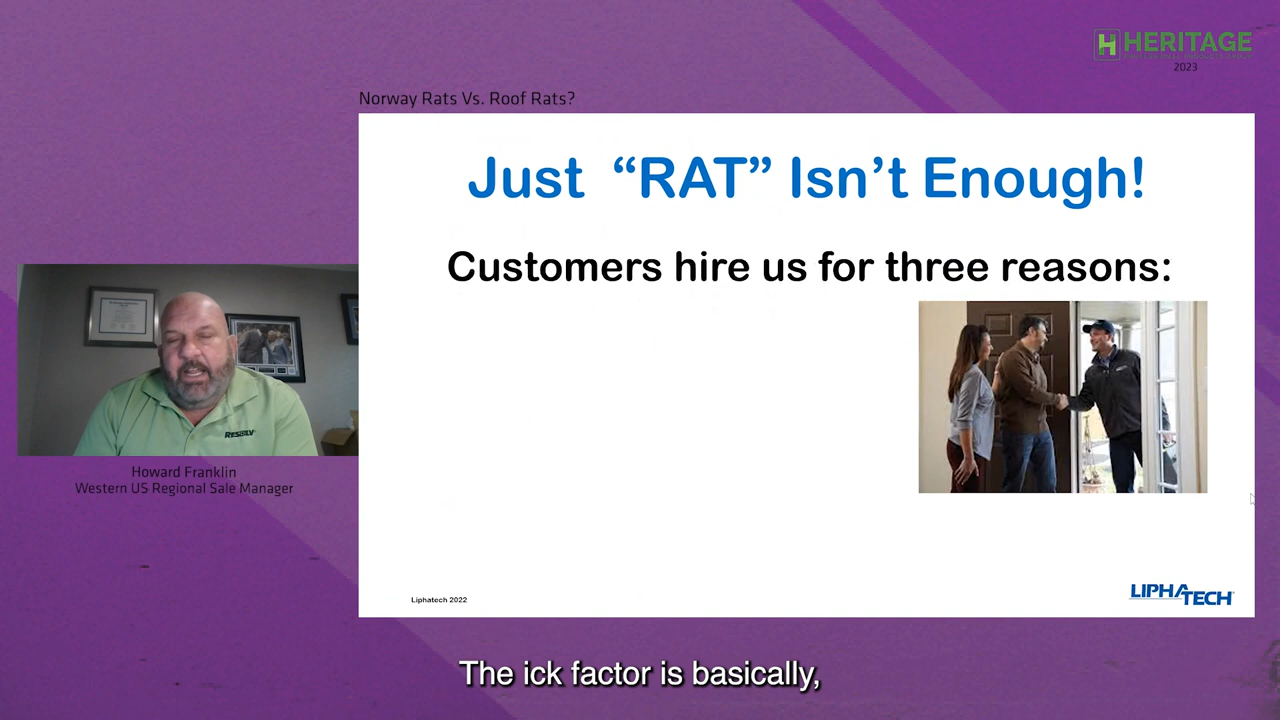 HERITAGE
2023
Norway Rats Vs. Roof Rats?
Just “RAT” Isn’t Enough!
Customers hire us for three reasons:
RESOLV
Howard Franklin
Western US Regional Sale Manager
Liphatech 2022
LIPHATECH
The ick factor is basically,